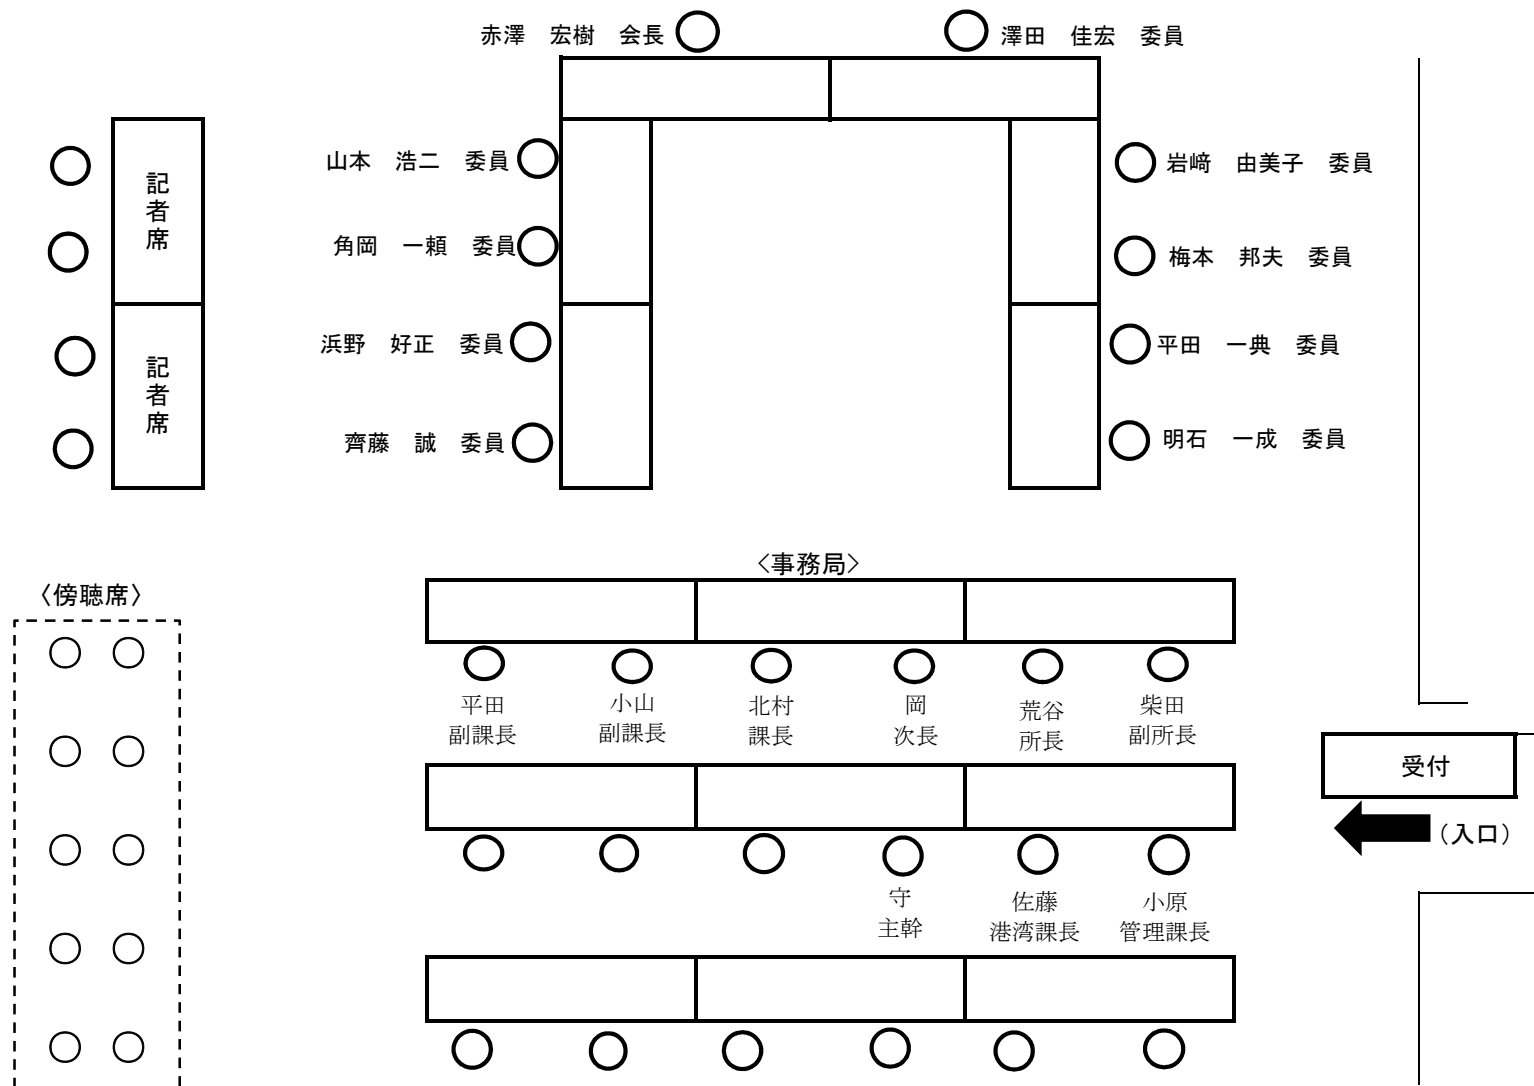 赤澤　宏樹　会長
澤田　佳宏　委員
山本　浩二　委員
岩﨑　由美子　委員
記者席
角岡　一頼　委員
梅本　邦夫　委員
浜野　好正　委員
平田　一典　委員
記者席
齊藤　誠　委員
明石　一成　委員
〈事務局〉
〈傍聴席〉
平田
副課長
小山
副課長
北村
課長
岡
次長
荒谷
所長
柴田
副所長
受付
（入口）
守
主幹
佐藤
港湾課長
小原
管理課長